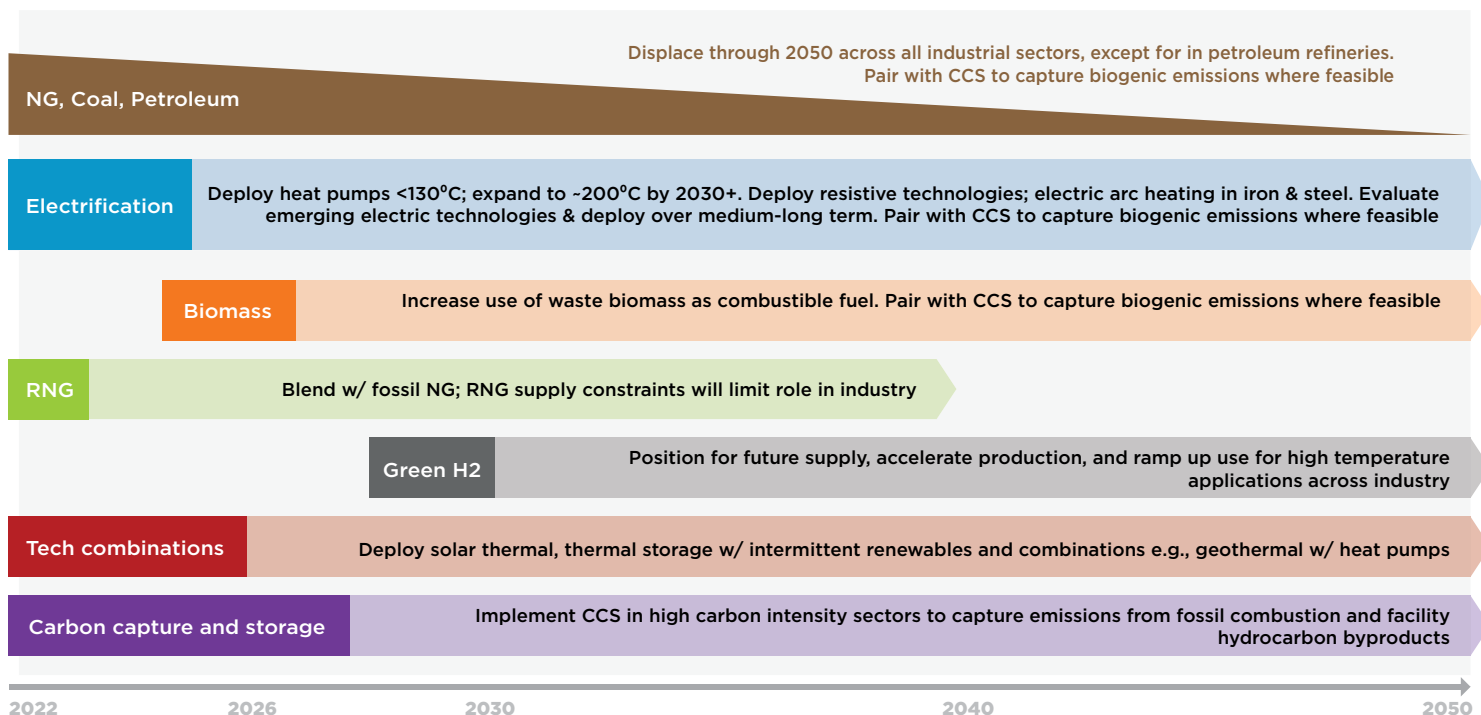 Displace through 2050 across all industrial sectors, except for in petroleum refineries.
Pair with CCS to capture biogenic emissions where feasible
NG, Coal, Petroleum
Electrification
Deploy heat pumps <130⁰C; expand to ~200⁰C by 2030+. Deploy resistive technologies; electric arc heating in iron & steel. Evaluate
emerging electric technologies & deploy over medium-long term. Pair with CCS to capture biogenic emissions where feasible
Biomass
Increase use of waste biomass as combustible fuel. Pair with CCS to capture biogenic emissions where feasible
RNG
Blend w/ fossil NG; RNG supply constraints will limit role in industry
Green H2
Position for future supply, accelerate production, and ramp up use for high temperature
applications across industry
Tech combinations
Deploy solar thermal, thermal storage w/ intermittent renewables and combinations e.g., geothermal w/ heat pumps
Carbon capture and storage
Implement CCS in high carbon intensity sectors to capture emissions from fossil combustion and facility
hydrocarbon byproducts
2022 2026 2030 2040 2050